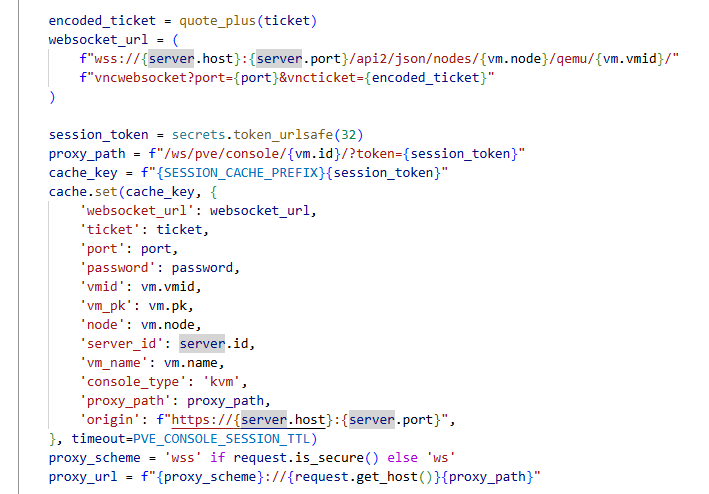 encoded_ticket = quote_plus(ticket)
websocket_url = (
    f"wss://{server.host}:{server.port}/api2/json/nodes/{vm.node}/qemu/{vm.vmid}/"
    f"vncwebsocket?port={port}&vncticket={encoded_ticket}"
)

session_token = secrets.token_urlsafe(32)
proxy_path = f"/ws/pve/console/{vm.id}/?token={session_token}"
cache_key = f"{SESSION_CACHE_PREFIX}{session_token}"
cache.set(cache_key, {
    'websocket_url': websocket_url,
    'ticket': ticket,
    'port': port,
    'password': password,
    'vmid': vm.vmid,
    'vm_pk': vm.pk,
    'node': vm.node,
    'server_id': server.id,
    'vm_name': vm.name,
    'console_type': 'kvm',
    'proxy_path': proxy_path,
    'origin': f"https://{server.host}:{server.port}",
}, timeout=PVE_CONSOLE_SESSION_TTL)
proxy_scheme = 'wss' if request.is_secure() else 'ws'
proxy_url = f"{proxy_scheme}://{request.get_host()}{proxy_path}"